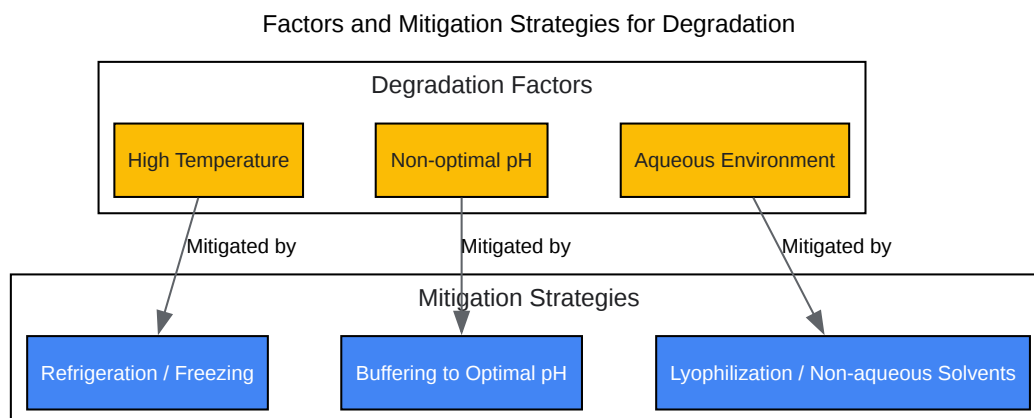 Factors and Mitigation Strategies for Degradation
Degradation Factors
High Temperature
Non-optimal pH
Aqueous Environment
Mitigated by
Mitigated by
Mitigated by
Mitigation Strategies
Refrigeration / Freezing
Buffering to Optimal pH
Lyophilization / Non-aqueous Solvents